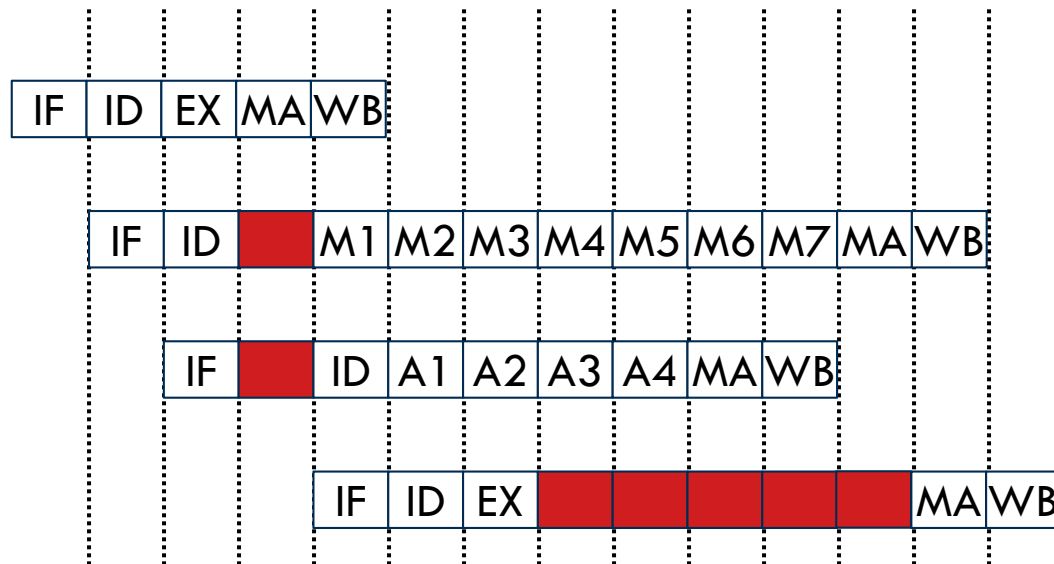 IF ID EX MA WB
IF ID M1 M2 M3 M4 M5 M6 M7 MA WB
IF ID A1 A2 A3 A4 MA WB
IF ID EX MA WB